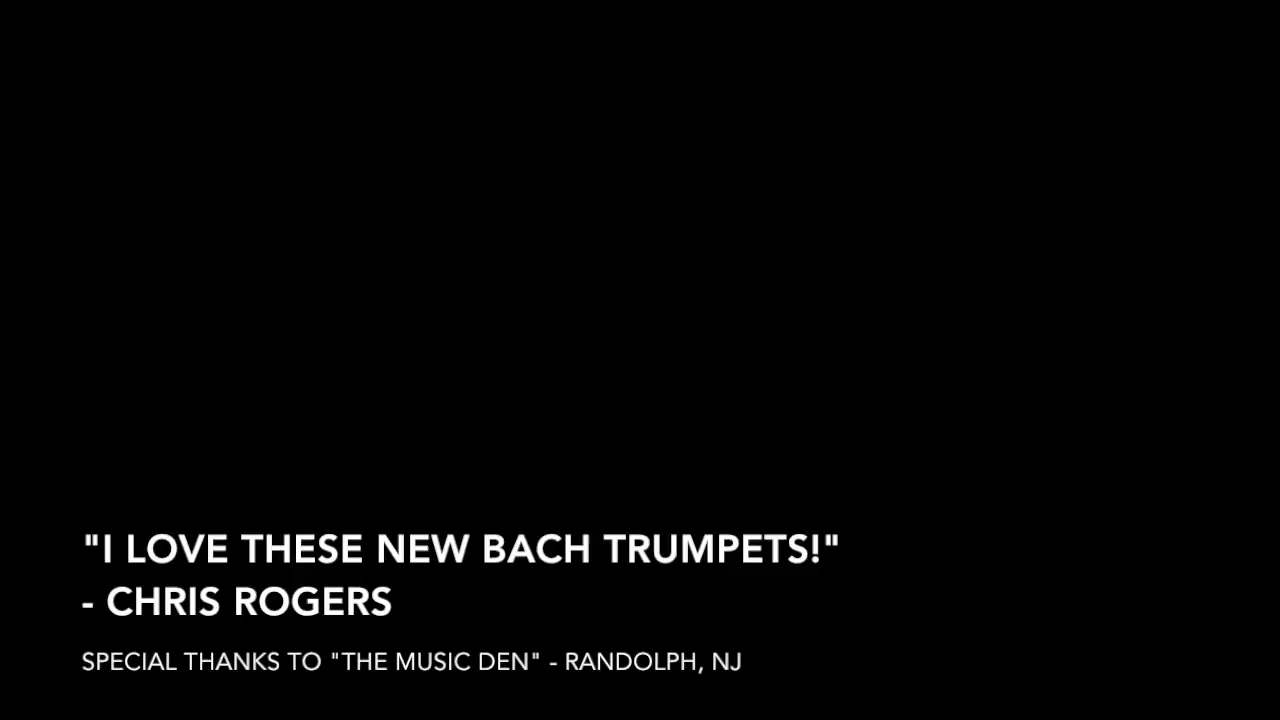 "I LOVE THESE NEW BACH TRUMPETS!"
- CHRIS ROGERS
SPECIAL THANKS TO "THE MUSIC DEN" - RANDOLPH, NJ